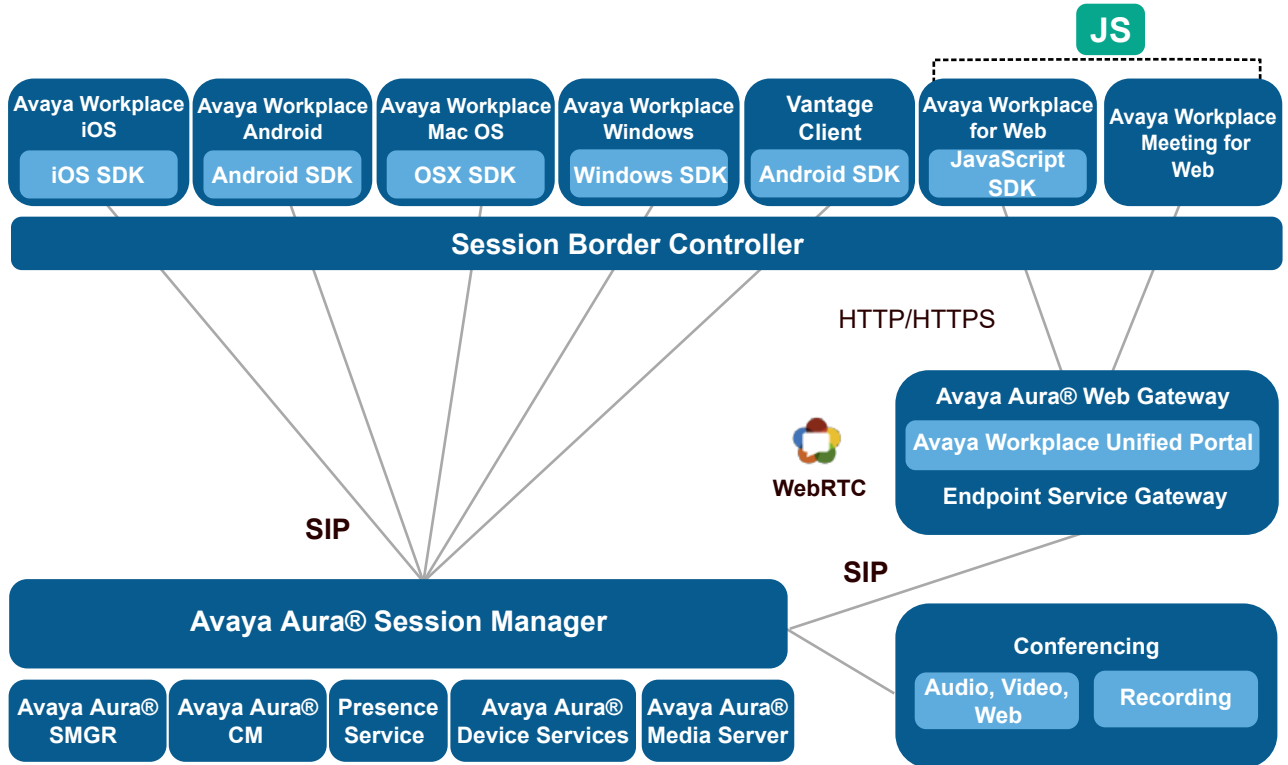 JS
Avaya Workplace
iOS
iOS SDK
Avaya Workplace
Android
Android SDK
Avaya Workplace
Mac OS
OSX SDK
Avaya Workplace
Windows
Windows SDK
Vantage
Client
Android SDK
Avaya Workplace
for Web
JavaScript
SDK
Avaya Workplace
Meeting for
Web
Session Border Controller
HTTP/HTTPS
Avaya Aura® Web Gateway
Avaya Workplace Unified Portal
Endpoint Service Gateway
WebRTC
SIP
SIP
Avaya Aura® Session Manager
Conferencing
Audio, Video,
Web
Recording
Avaya Aura®
SMGR
Avaya Aura®
CM
Presence
Service
Avaya Aura®
Device Services
Avaya Aura®
Media Server